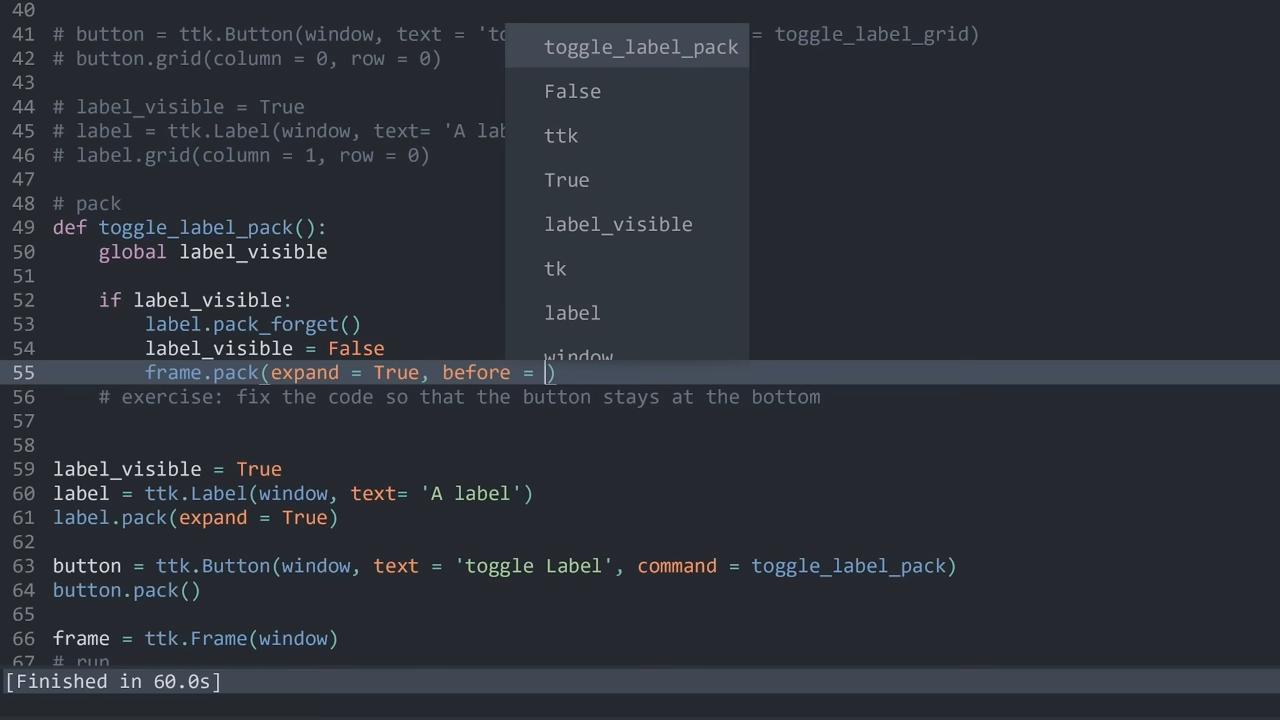 40
41 # button = ttk.Button(window, text = 'to = toggle_label_grid)
42 # button.grid(column = 0, row = 0)
43
44 # label_visible = True
45 # label = ttk.Label(window, text= 'A lab
46 # label.grid(column = 1, row = 0)
47
48 # pack
49 def toggle_label_pack():
50 global label_visible
51
52 if label_visible:
53 label.pack_forget()
54 label_visible = False
55 frame.pack(expand = True, before = )
56 # exercise: fix the code so that the button stays at the bottom
57
58
59 label_visible = True
60 label = ttk.Label(window, text= 'A label')
61 label.pack(expand = True)
62
63 button = ttk.Button(window, text = 'toggle Label', command = toggle_label_pack)
64 button.pack()
65
66 frame = ttk.Frame(window)
67 # run
toggle_label_pack
False
ttk
True
label_visible
tk
label
window
[Finished in 60.0s]